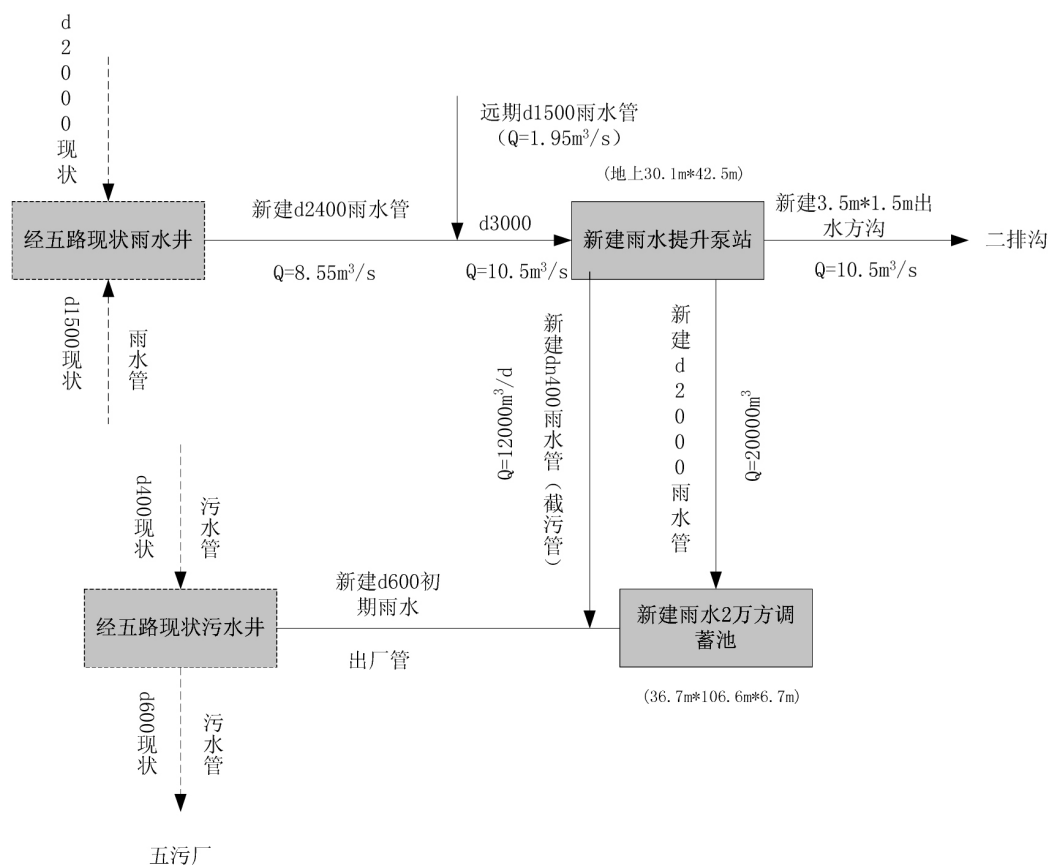 d2000现状
远期d1500雨水管
（Q=1.95m³/s）
(地上30.1m*42.5m)
新建d2400雨水管
d3000
新建3.5m*1.5m出
水方沟
经五路现状雨水井
新建雨水提升泵站
二排沟
Q=8.55m³/s
Q=10.5m³/s
Q=10.5m³/s
d1500现状
雨水管
Q=12000m³/d
新建dn400雨水管（截污管）
新建d2000雨水管
Q=20000m³
d400现状
污水管
新建d600初
期雨水
经五路现状污水井
新建雨水2万方调
蓄池
出厂管
(36.7m*106.6m*6.7m)
d600现状
污水管
五污厂